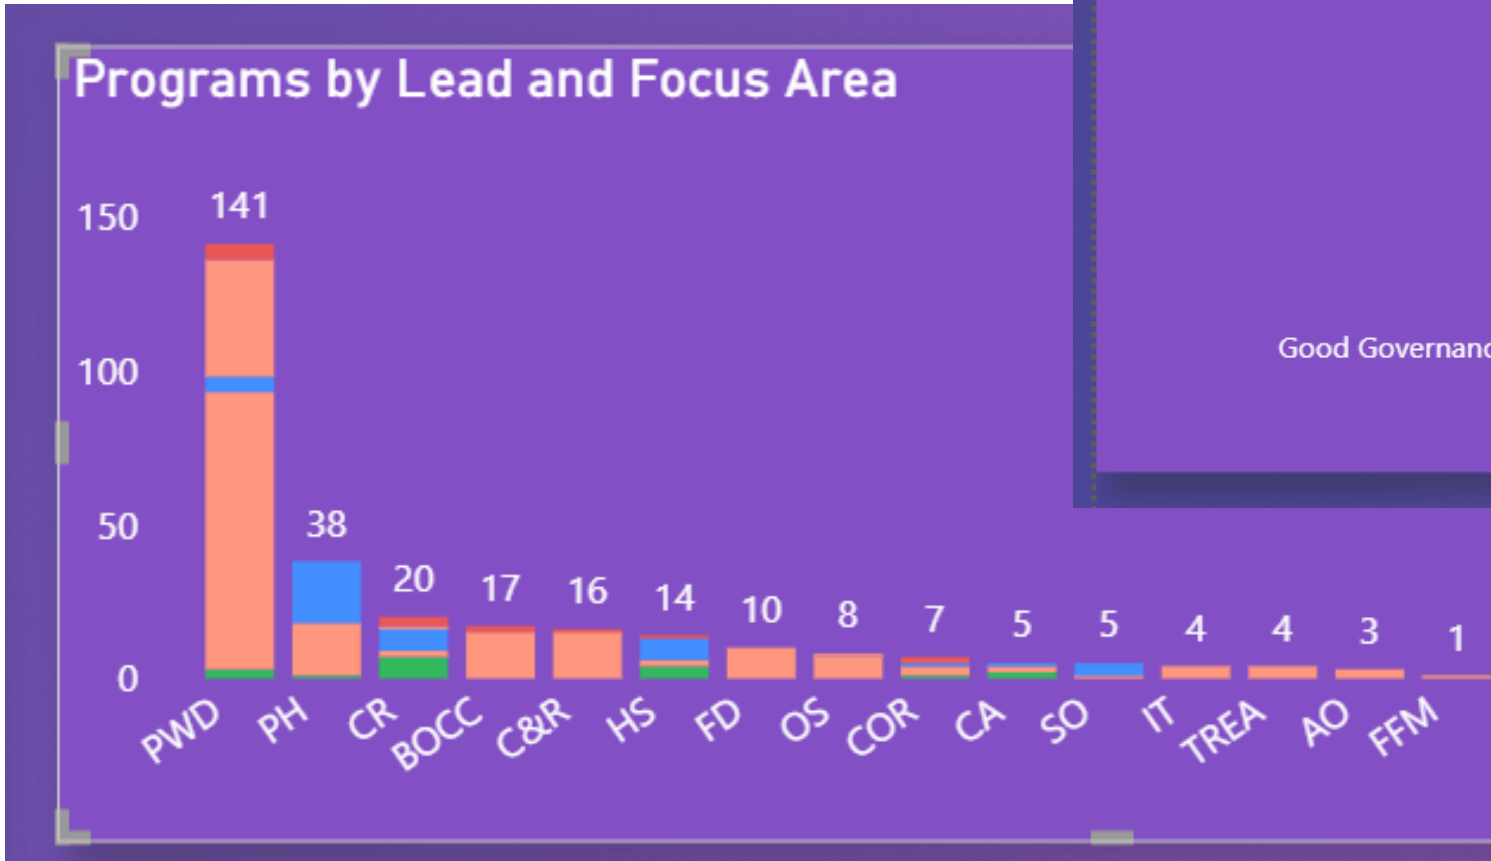 Programs by Lead and Focus Area
150
100
50
0
141
38
20
17
16
14
10
8
7
5
5
4
4
3
1
PWD
PH
CR
BOCC
C&R
HS
FD
OS
COR
CA
SO
IT
TREA
AO
FFM
Good Governanc